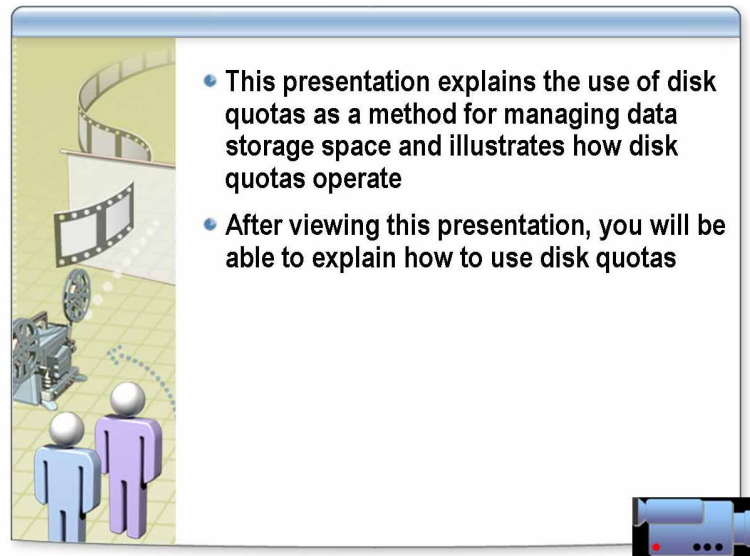 This presentation explains the use of disk
quotas as a method for managing data
storage space and illustrates how disk
quotas operate
After viewing this presentation, you will be
able to explain how to use disk quotas